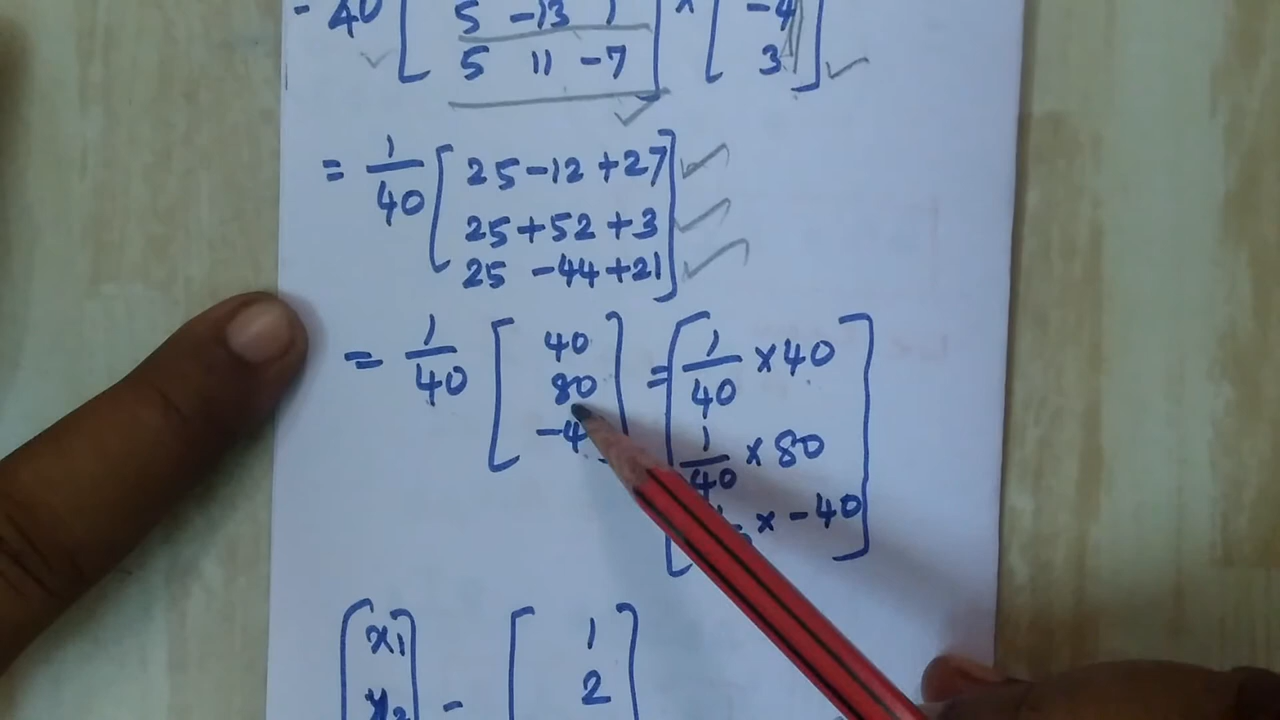 - 40 [ 5 -13 1 ] × [ -4 ]
5 11 -7 3
= 1/40 [ 25-12+27 ]
25+52+3
25 -44+21
= 1/40 [ 40 ] = [ 1/40 ×40 ]
80 1/40 ×80
-4 × -40
[ x1 ] [ 1 ]
2